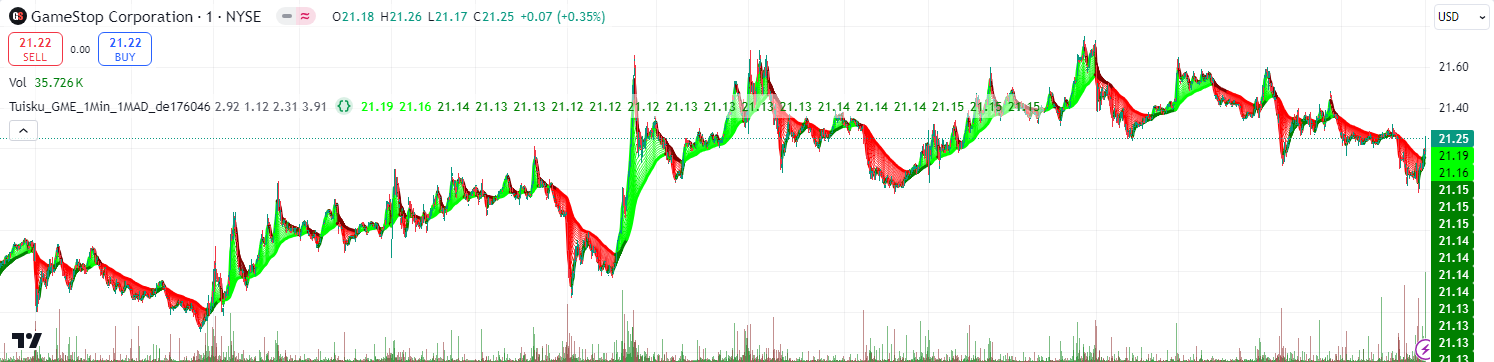 GameStop Corporation · 1 · NYSE O21.18 H21.26 L21.17 C21.25 +0.07 (+0.35%)
USD
21.22 SELL
0.00
21.22 BUY
Vol 35.726K
Tuisku_GME_1Min_1MAD_de176046 2.92 1.12 2.31 3.91 {} 21.19 21.16 21.14 21.13 21.13 21.12 21.12 21.12 21.13 21.13 21.13 21.13 21.14 21.14 21.14 21.15 21.15 21.15
21.60
21.40
21.25
21.19
21.16
21.15
21.15
21.15
21.14
21.14
21.14
21.14
21.13
21.13
21.13